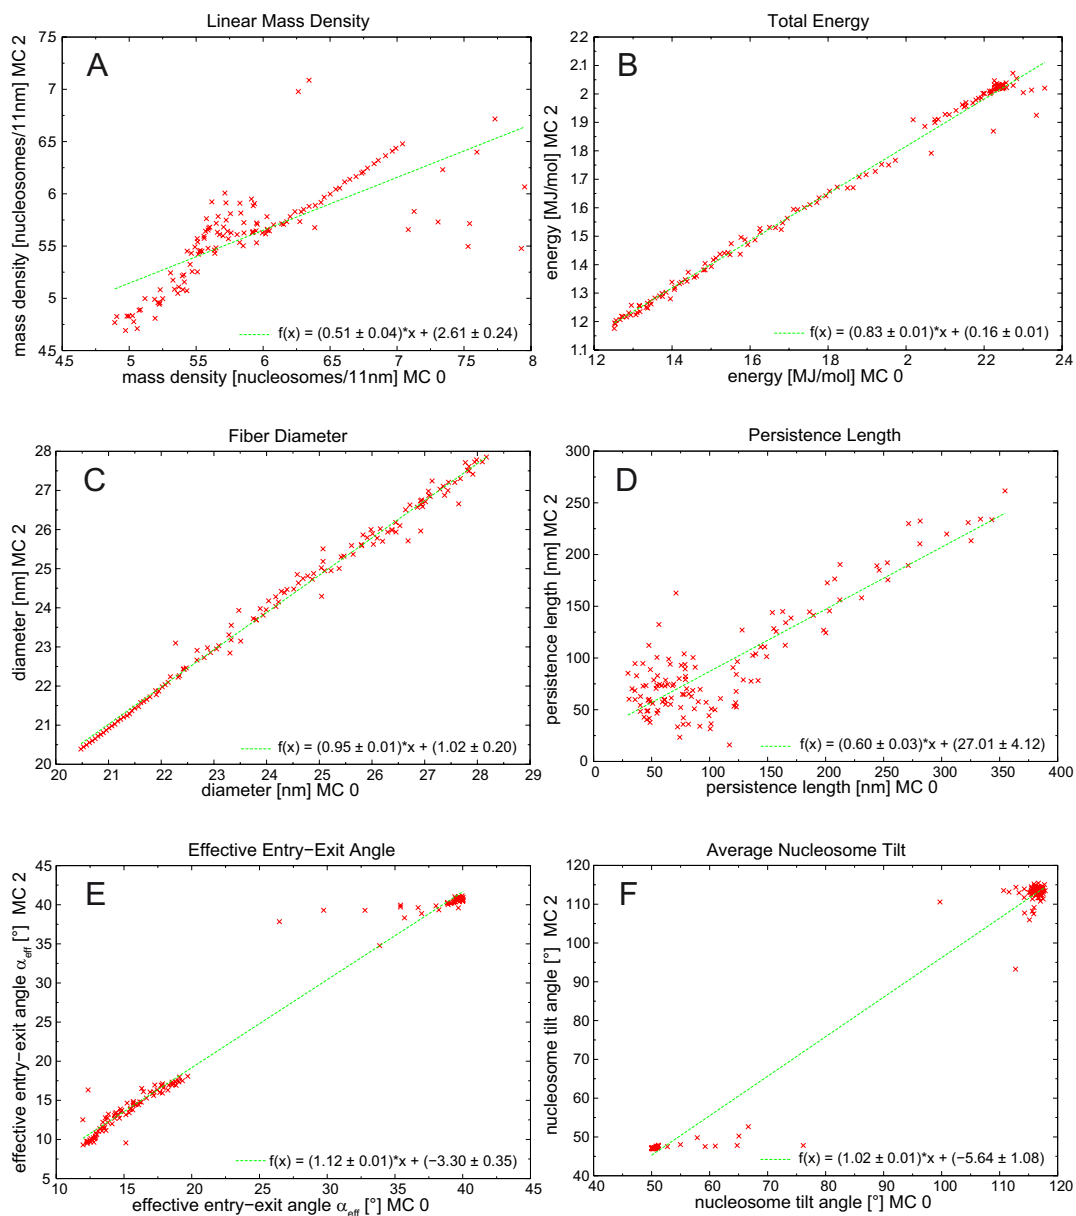 Linear Mass Density
A
mass density [nucleosomes/11nm] MC 2
75
7
65
6
55
5
45
45 5 55 6 65 7 75 8
f(x) = (0.51 ± 0.04)*x + (2.61 ± 0.24)
mass density [nucleosomes/11nm] MC 0
Total Energy
B
energy [MJ/mol] MC 2
22
21
2
19
18
17
16
15
14
13
12
11
12 14 16 18 2 22 24
f(x) = (0.83 ± 0.01)*x + (0.16 ± 0.01)
energy [MJ/mol] MC 0
Fiber Diameter
C
diameter [nm] MC 2
28
27
26
25
24
23
22
21
20
20 21 22 23 24 25 26 27 28 29
f(x) = (0.95 ± 0.01)*x + (1.02 ± 0.20)
diameter [nm] MC 0
Persistence Length
D
persistence length [nm] MC 2
300
250
200
150
100
50
0
0 50 100 150 200 250 300 350 400
f(x) = (0.60 ± 0.03)*x + (27.01 ± 4.12)
persistence length [nm] MC 0
Effective Entry−Exit Angle
E
effective entry−exit angle αeff [°] MC 2
45
40
35
30
25
20
15
10
5
10 15 20 25 30 35 40 45
f(x) = (1.12 ± 0.01)*x + (−3.30 ± 0.35)
effective entry−exit angle αeff [°] MC 0
Average Nucleosome Tilt
F
nucleosome tilt angle [°] MC 2
120
110
100
90
80
70
60
50
40
40 50 60 70 80 90 100 110 120
f(x) = (1.02 ± 0.01)*x + (−5.64 ± 1.08)
nucleosome tilt angle [°] MC 0